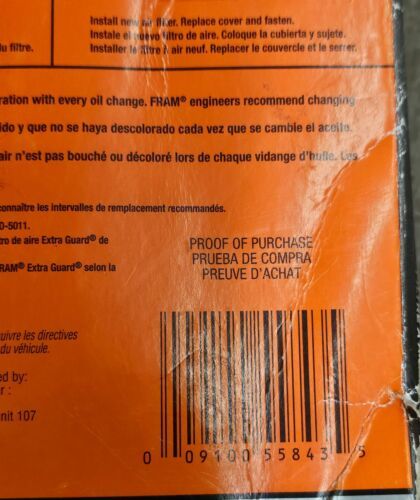 Install new air filter. Replace cover and fasten.
Instale el nuevo filtro de aire. Coloque la cubierta y sujete.
du filtre.
Installer le filtre à air neuf. Replacer le couvercle et le serrer.
ration with every oil change. FRAM® engineers recommend changing
ido y que no se haya descolorado cada vez que se cambie el aceite.
air n'est pas bouché ou décoloré lors de chaque vidange d'huile. Les
connaître les intervalles de remplacement recommandés.
0-5011.
tro de aire Extra Guard® de
FRAM® Extra Guard® selon la
PROOF OF PURCHASE
PRUEBA DE COMPRA
PREUVE D'ACHAT
uivre les directives
du véhicule.
ed by:
r :
nit 107
0 09100 55843 5